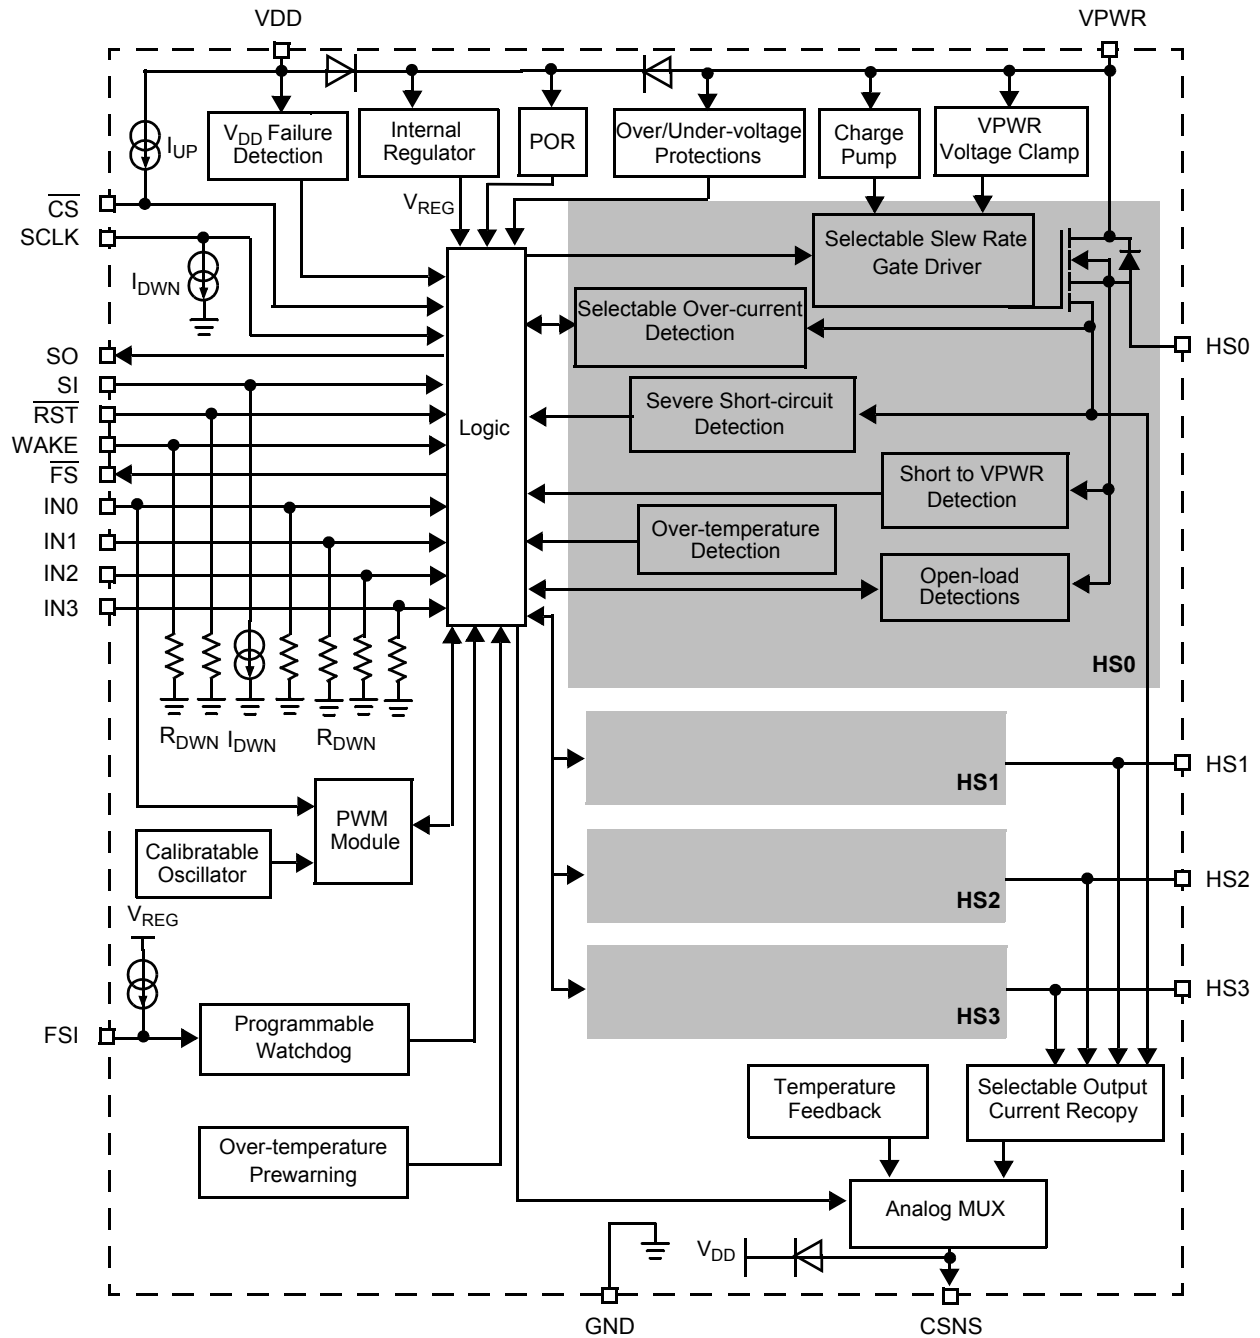 VDD
VPWR
V_DD Failure
Detection
Internal
Regulator
POR
Over/Under-voltage
Protections
Charge
Pump
VPWR
Voltage Clamp
I_UP
V_REG
C̅S̅
SCLK
I_DWN
SO
SI
R̅S̅T̅
WAKE
F̅S̅
IN0
IN1
IN2
IN3
Logic
Selectable Slew Rate
Gate Driver
Selectable Over-current
Detection
Severe Short-circuit
Detection
Short to VPWR
Detection
Over-temperature
Detection
Open-load
Detections
HS0
HS0
R_DWN
I_DWN
R_DWN
HS1
HS1
PWM
Module
Calibratable
Oscillator
HS2
HS2
V_REG
HS3
HS3
FSI
Programmable
Watchdog
Temperature
Feedback
Selectable Output
Current Recopy
Over-temperature
Prewarning
Analog MUX
V_DD
GND
CSNS